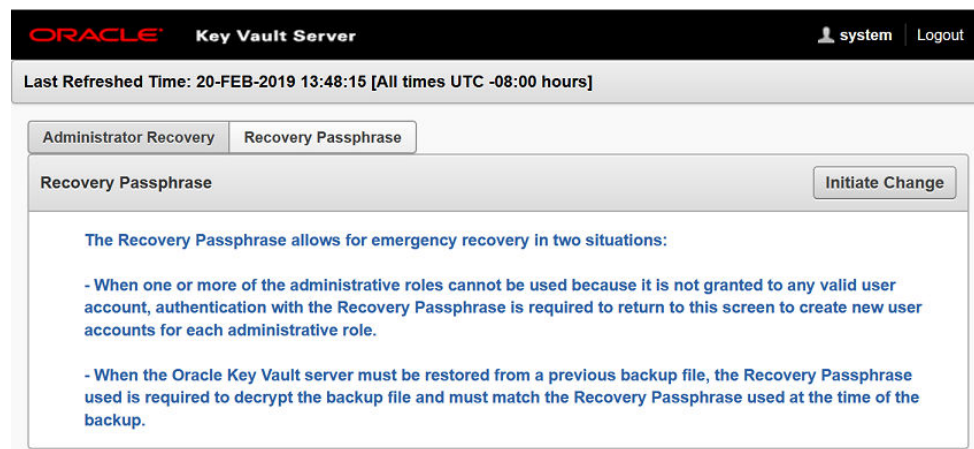 ORACLE Key Vault Server system Logout
Last Refreshed Time: 20-FEB-2019 13:48:15 [All times UTC -08:00 hours]
Administrator Recovery Recovery Passphrase
Recovery Passphrase Initiate Change
The Recovery Passphrase allows for emergency recovery in two situations:
- When one or more of the administrative roles cannot be used because it is not granted to any valid user
account, authentication with the Recovery Passphrase is required to return to this screen to create new user
accounts for each administrative role.
- When the Oracle Key Vault server must be restored from a previous backup file, the Recovery Passphrase
used is required to decrypt the backup file and must match the Recovery Passphrase used at the time of the
backup.